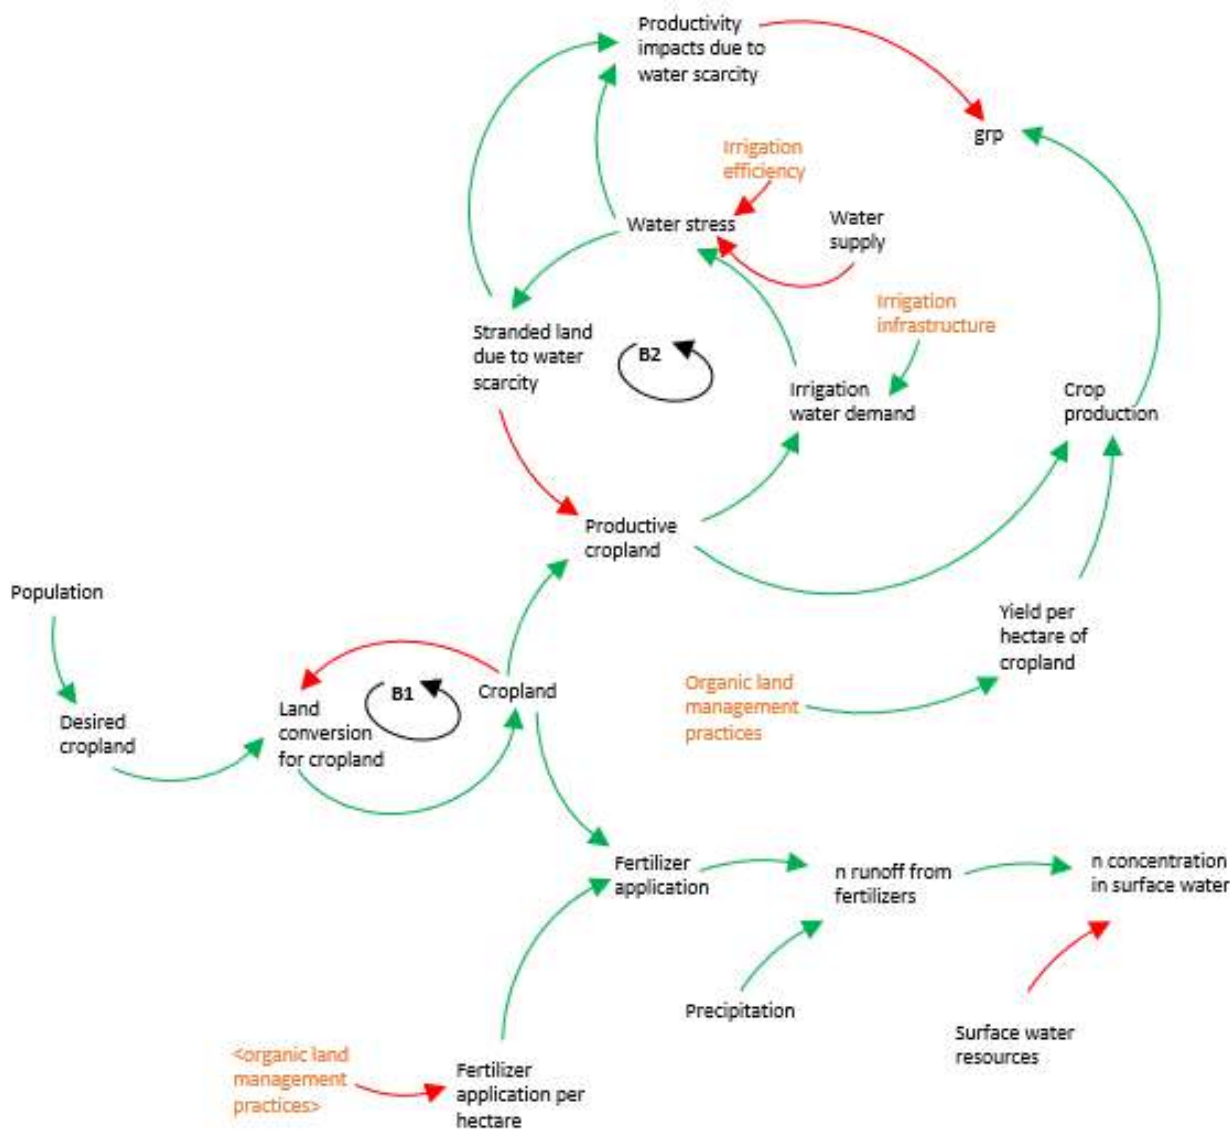 Productivity
impacts due to
water scarcity
grp
Irrigation
efficiency
Water stress
Water
supply
Irrigation
infrastructure
Stranded land
due to water
scarcity
B2
Irrigation
water demand
Crop
production
Productive
cropland
Population
Yield per
hectare of
cropland
Desired
cropland
Land
conversion
for cropland
B1
Cropland
Organic land
management
practices
Fertilizer
application
n runoff from
fertilizers
n concentration
in surface water
Precipitation
Surface water
resources
<organic land
management
practices>
Fertilizer
application per
hectare